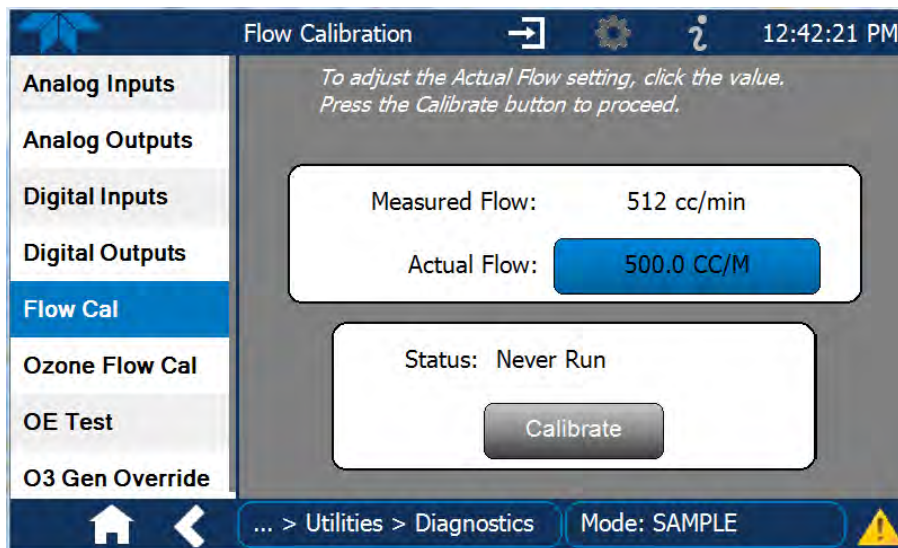 Flow Calibration
12:42:21 PM
Analog Inputs
Analog Outputs
Digital Inputs
Digital Outputs
Flow Cal
Ozone Flow Cal
OE Test
O3 Gen Override
To adjust the Actual Flow setting, click the value.
Press the Calibrate button to proceed.
Measured Flow: 512 cc/min
Actual Flow: 500.0 CC/M
Status: Never Run
Calibrate
... > Utilities > Diagnostics
Mode: SAMPLE